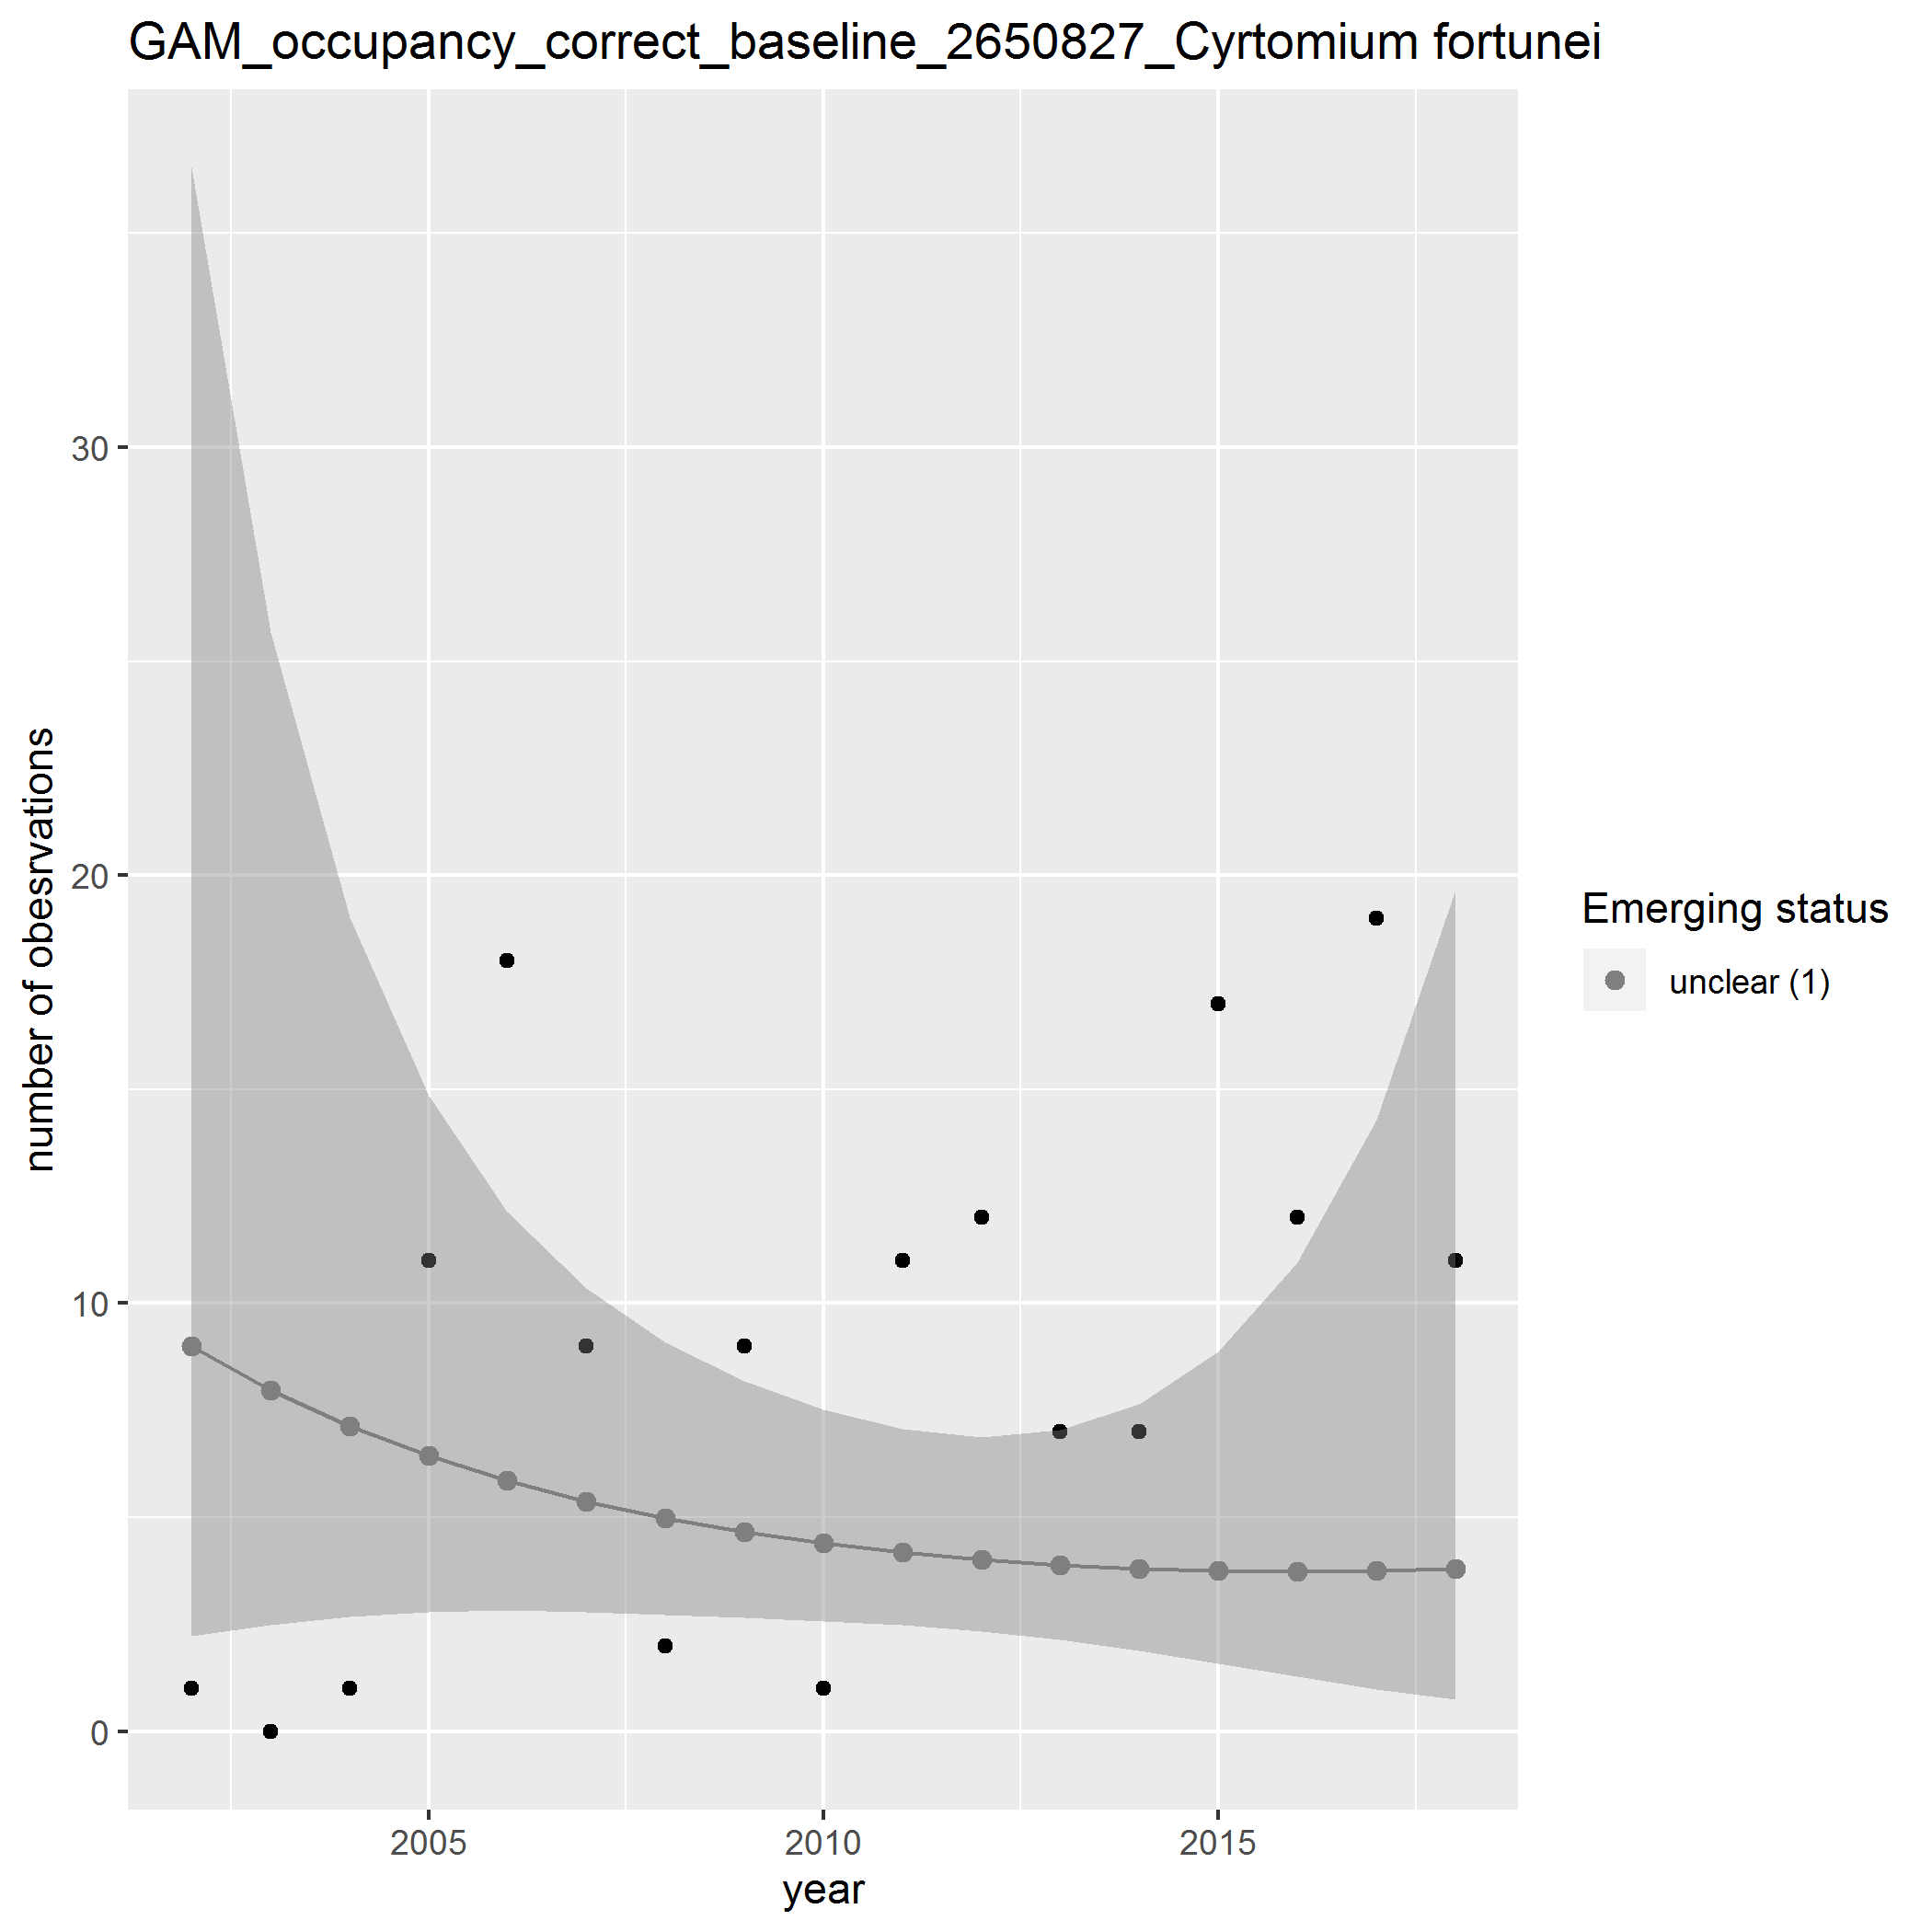 GAM_occupancy_correct_baseline_2650827_Cyrtomium fortunei
number of obesrvations
30
20
10
0
2005
2010
2015
year
Emerging status
unclear (1)